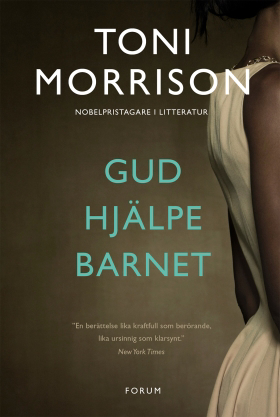 TONI
MORRISON
NOBELPRISTAGARE I LITTERATUR
GUD
HJÄLPE
BARNET
"En berättelse lika kraftfull som berörande,
lika ursinnig som klarsynt."
New York Times
FORUM